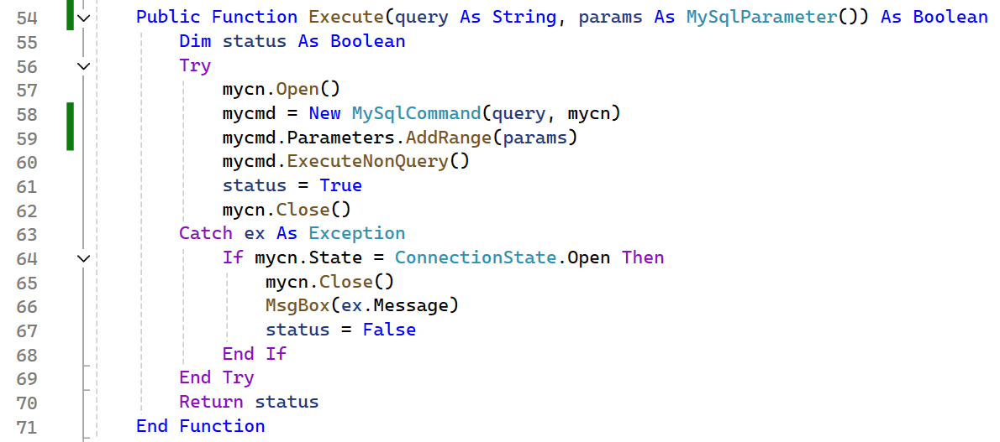 54 Public Function Execute(query As String, params As MySqlParameter()) As Boolean
55 Dim status As Boolean
56 Try
57 mycn.Open()
58 mycmd = New MySqlCommand(query, mycn)
59 mycmd.Parameters.AddRange(params)
60 mycmd.ExecuteNonQuery()
61 status = True
62 mycn.Close()
63 Catch ex As Exception
64 If mycn.State = ConnectionState.Open Then
65 mycn.Close()
66 MsgBox(ex.Message)
67 status = False
68 End If
69 End Try
70 Return status
71 End Function